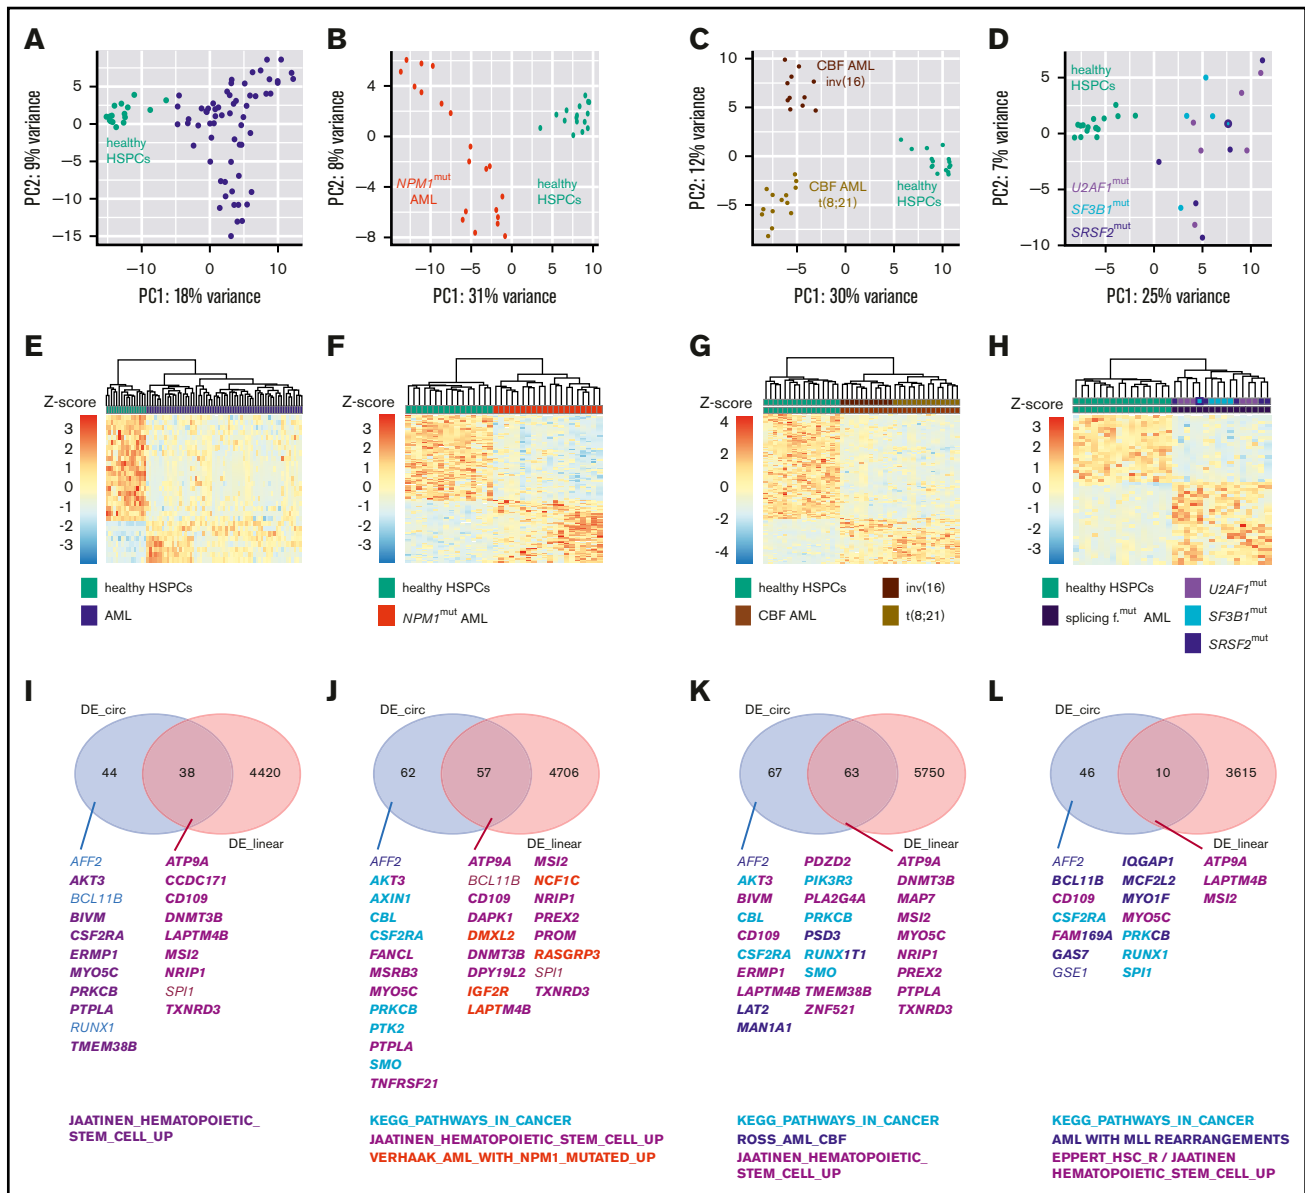 A
PC2: 9% variance
5
0
−5
−10
−15
healthy
HSPCs
−10
0
10
PC1: 18% variance
B
PC2: 8% variance
4
0
−4
−8
NPM1mut
AML
healthy
HSPCs
−10
−5
0
5
10
PC1: 31% variance
C
PC2: 12% variance
10
5
0
−5
CBF AML
inv(16)
CBF AML
t(8;21)
healthy
HSPCs
−5
0
5
10
PC1: 30% variance
D
PC2: 7% variance
5
0
−5
−10
healthy
HSPCs
U2AF1mut
SF3B1mut
SRSF2mut
−5
0
5
10
PC1: 25% variance
E
Z-score
3
2
1
0
-1
-2
-3
healthy HSPCs
AML
F
Z-score
3
2
1
0
-1
-2
-3
healthy HSPCs
NPM1mut AML
G
Z-score
4
2
0
-2
-4
healthy HSPCs
CBF AML
inv(16)
t(8;21)
H
Z-score
3
2
1
0
-1
-2
-3
healthy HSPCs
splicing f.mut AML
U2AF1mut
SF3B1mut
SRSF2mut
I
DE_circ
44
38
4420
DE_linear
AFF2
AKT3
BCL11B
BIVM
CSF2RA
ERMP1
MYO5C
PRKCB
PTPLA
RUNX1
TMEM38B
ATP9A
CCDC171
CD109
DNMT3B
LAPTM4B
MSI2
NRIP1
SPI1
TXNRD3
JAATINEN_HEMATOPOIETIC_
STEM_CELL_UP
J
DE_circ
62
57
4706
DE_linear
AFF2
AKT3
AXIN1
CBL
CSF2RA
FANCL
MSRB3
MYO5C
PRKCB
PTK2
PTPLA
SMO
TNFRSF21
ATP9A
BCL11B
CD109
DAPK1
DMXL2
DNMT3B
DPY19L2
IGF2R
LAPTM4B
MSI2
NCF1C
NRIP1
PREX2
PROM
RASGRP3
SPI1
TXNRD3
KEGG_PATHWAYS_IN_CANCER
JAATINEN_HEMATOPOIETIC_STEM_CELL_UP
VERHAAK_AML_WITH_NPM1_MUTATED_UP
K
DE_circ
67
63
5750
DE_linear
AFF2
AKT3
BIVM
CBL
CD109
CSF2RA
ERMP1
LAPTM4B
LAT2
MAN1A1
PDZD2
PIK3R3
PLA2G4A
PRKCB
PSD3
RUNX1T1
SMO
TMEM38B
ZNF521
ATP9A
DNMT3B
MAP7
MSI2
MYO5C
NRIP1
PREX2
PTPLA
TXNRD3
KEGG_PATHWAYS_IN_CANCER
ROSS_AML_CBF
JAATINEN_HEMATOPOIETIC_
STEM_CELL_UP
L
DE_circ
46
10
3615
DE_linear
AFF2
BCL11B
CD109
CSF2RA
FAM169A
GAS7
GSE1
IQGAP1
MCF2L2
MYO1F
MYO5C
PRKCB
RUNX1
SPI1
ATP9A
LAPTM4B
MSI2
KEGG_PATHWAYS_IN_CANCER
AML WITH MLL REARRANGEMENTS
EPPERT_HSC_R / JAATINEN
HEMATOPOIETIC_STEM_CELL_UP